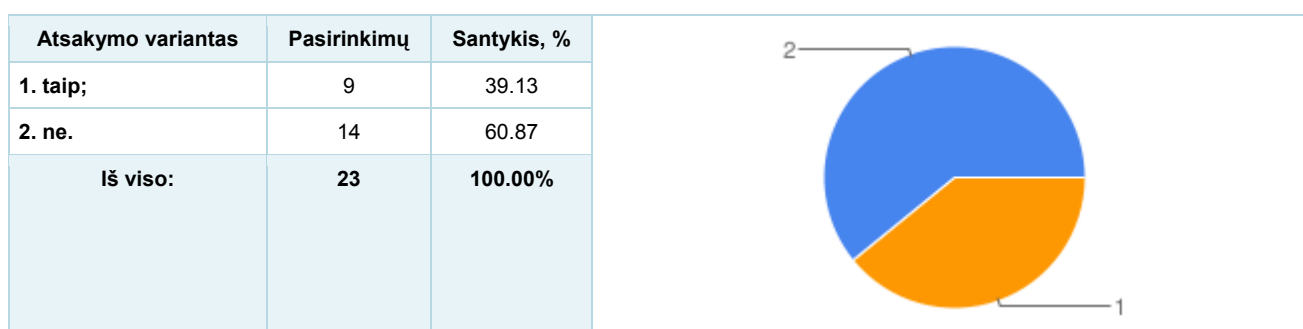 Atsakymo variantas Pasirinkimų Santykis, %
1. taip; 9 39.13
2. ne. 14 60.87
Iš viso: 23 100.00%
2
1